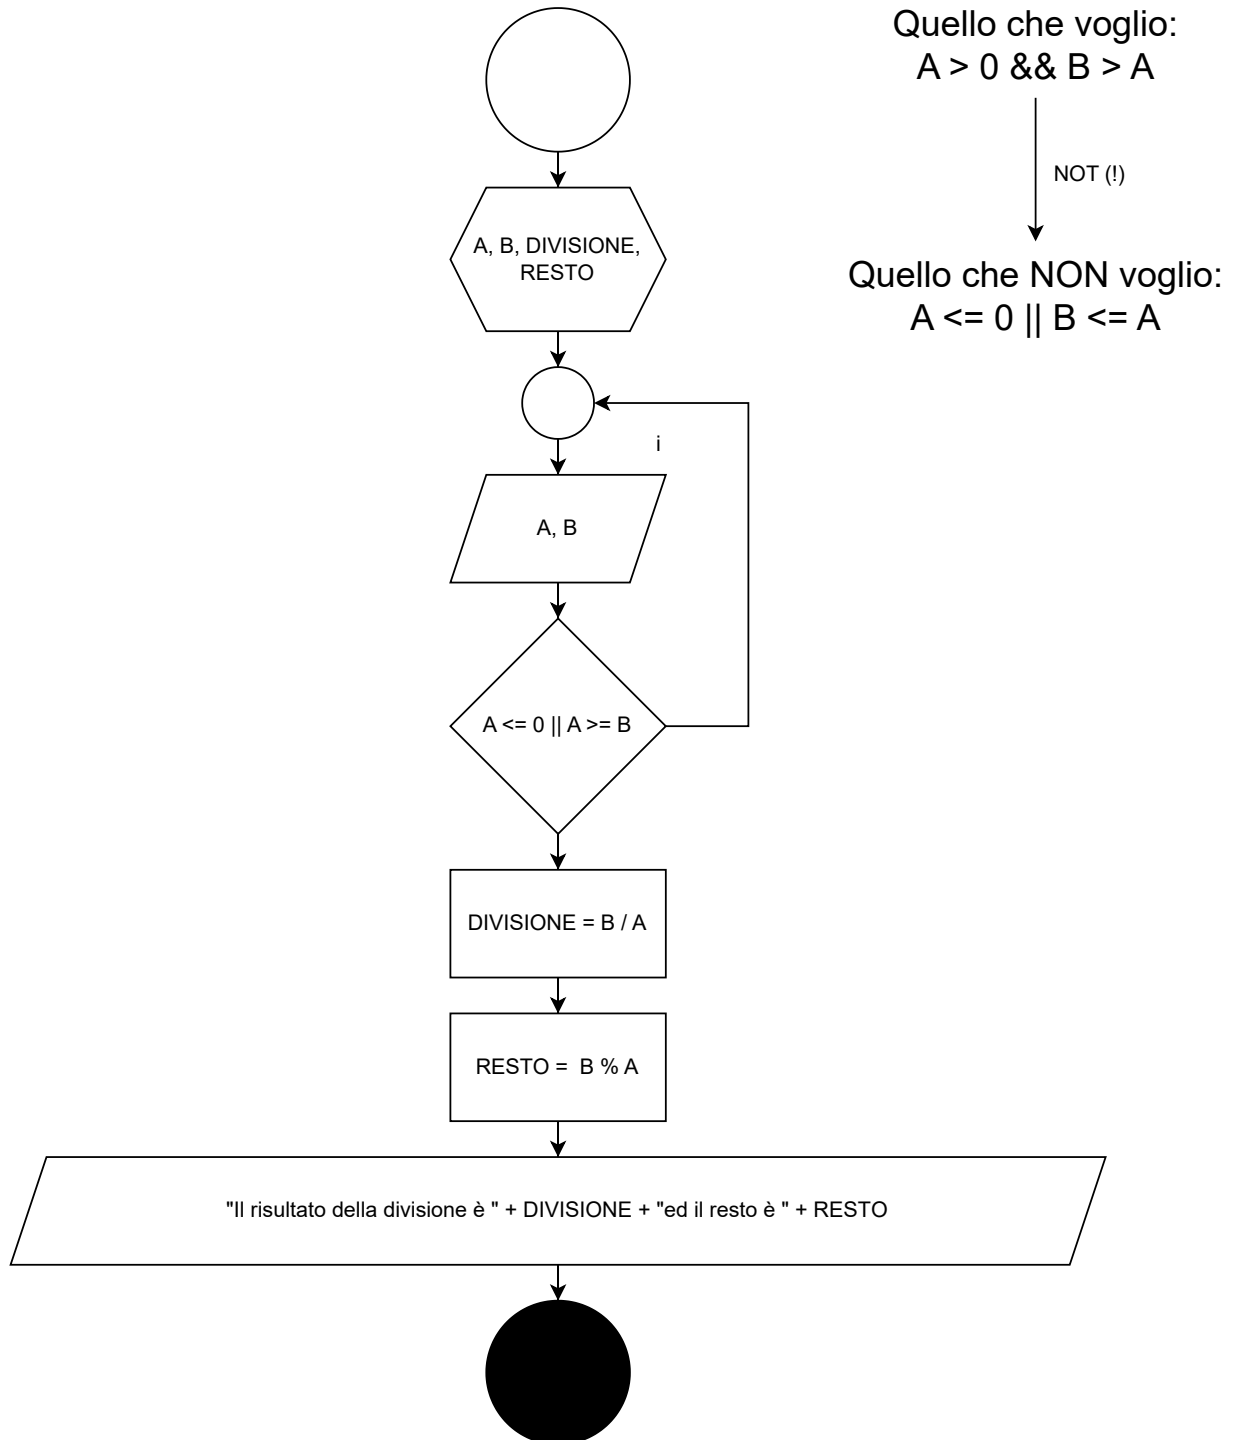 Quello che voglio:
A > 0 && B > A
NOT (!)
Quello che NON voglio:
A <= 0 || B <= A
A, B, DIVISIONE,
RESTO
i
A, B
A <= 0 || A >= B
DIVISIONE = B / A
RESTO =  B % A
"Il risultato della divisione è " + DIVISIONE + "ed il resto è " + RESTO